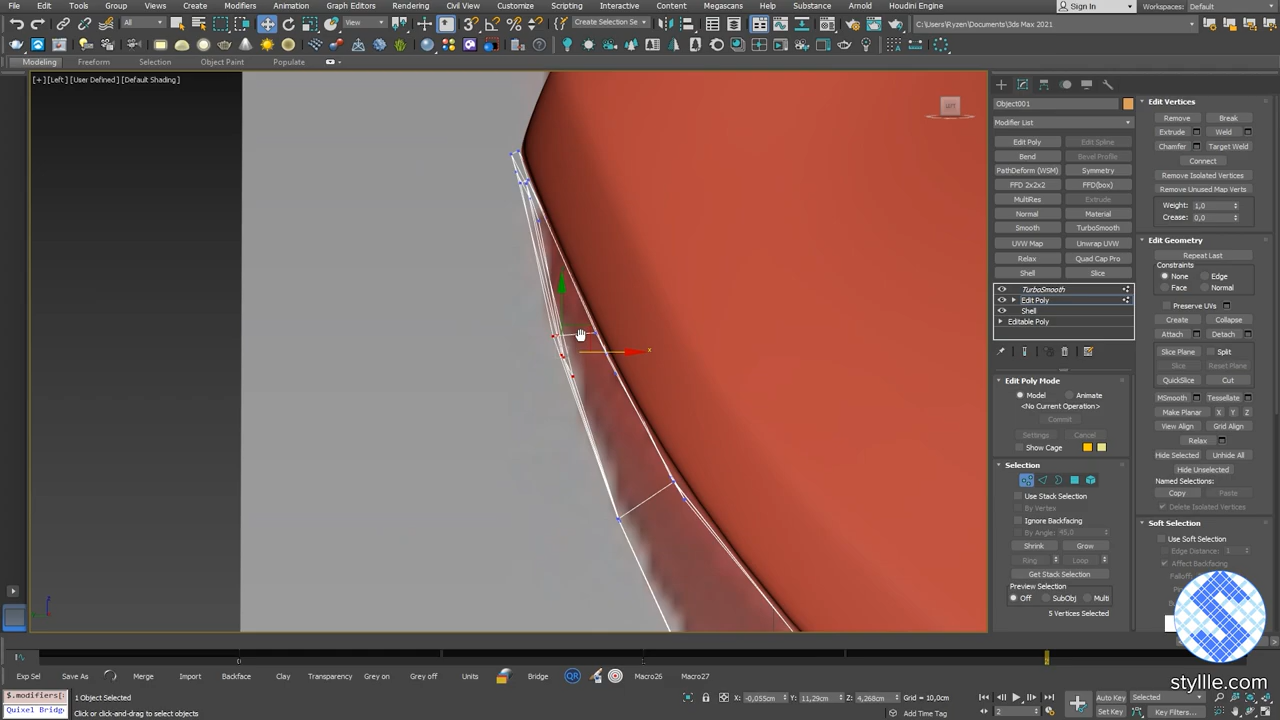 File Edit Tools Group Views Create Modifiers Animation Graph Editors Rendering Civil View Customize Scripting Interactive Content Megascans Help Substance Arnold Houdini Engine Sign In Workspaces: Default
All View Create Selection Se C:\Users\Ryzen\Documents\3ds Max 2021
Modeling Freeform Selection Object Paint Populate
[+] [Left] [User Defined] [Default Shading]
Object001
Modifier List
Edit Poly Edit Spline
Bend Bevel Profile
PathDeform (WSM) Symmetry
FFD 2x2x2 FFD(box)
MultiRes Extrude
Normal Material
Smooth TurboSmooth
UVW Map Unwrap UVW
Relax Quad Cap Pro
Shell Slice
TurboSmooth
Edit Poly
Shell
Editable Poly
Edit Poly Mode
Model Animate
<No Current Operation>
Commit
Settings Cancel
Show Cage
Selection
Use Stack Selection
By Vertex
Ignore Backfacing
By Angle: 45,0
Shrink Grow
Ring Loop
Get Stack Selection
Preview Selection
Off SubObj Multi
5 Vertices Selected
Edit Vertices
Remove Break
Extrude Weld
Chamfer Target Weld
Connect
Remove Isolated Vertices
Remove Unused Map Verts
Weight: 1,0
Crease: 0,0
Edit Geometry
Repeat Last
Constraints
None Edge
Face Normal
Preserve UVs
Create Collapse
Attach Detach
Slice Plane Split
Slice Reset Plane
QuickSlice Cut
MSmooth Tessellate
Make Planar X Y Z
View Align Grid Align
Relax
Hide Selected Unhide All
Hide Unselected
Named Selections:
Copy Paste
Delete Isolated Vertices
Soft Selection
Use Soft Selection
Edge Distance: 1
Affect Backfacing
Falloff:
x
styllle.com
Exp Sel Save As Merge Import Backface Clay Transparency Grey on Grey off Units Bridge QR Macro26 Macro27
$.modifiers[
Quixel Bridg
1 Object Selected
Click or click-and-drag to select objects
X: -0,055cm Y: 11,29cm Z: 4,268cm Grid = 10,0cm
Add Time Tag
Auto Key Selected
2 Set Key Key Filters...